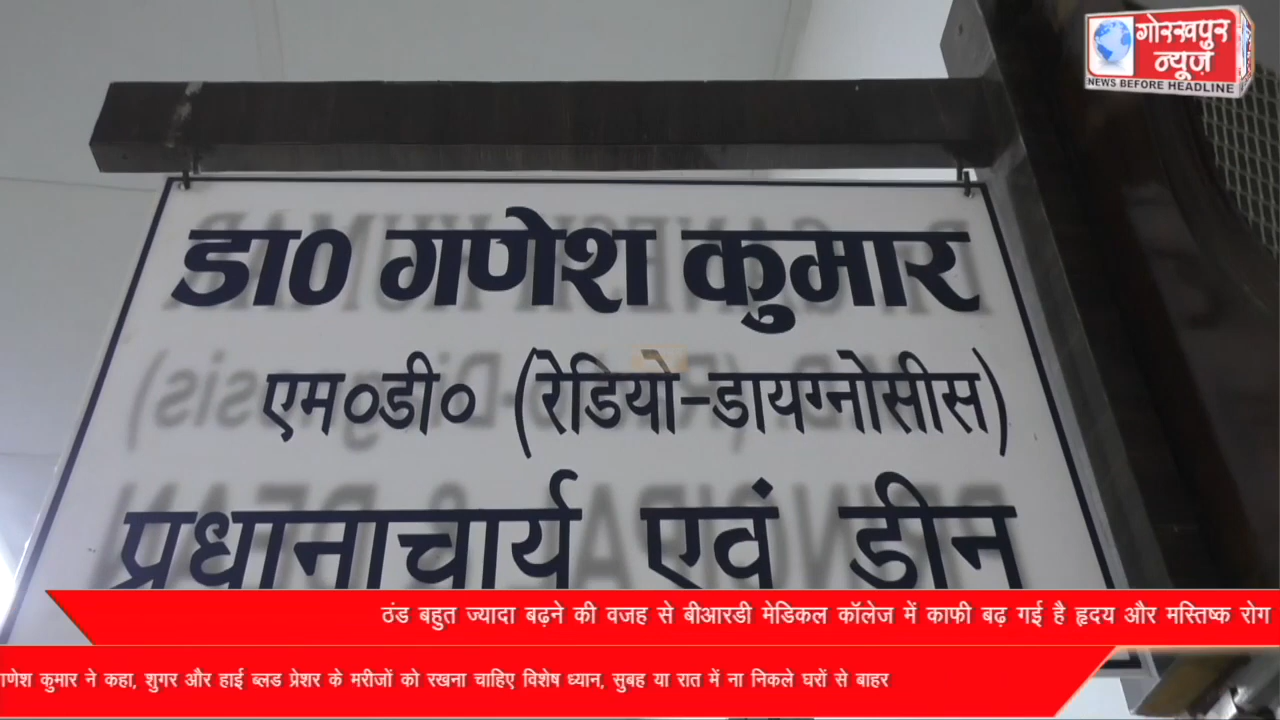 गोरखपुर
न्यूज़
NEWS BEFORE HEADLINE
डा० गणेश कुमार
एम०डी० (रेडियो-डायग्नोसीस)
प्रधानाचार्य एवं डीन
ठंड बहुत ज्यादा बढ़ने की वजह से बीआरडी मेडिकल कॉलेज में काफी बढ़ गई है हृदय और मस्तिष्क रोग
गणेश कुमार ने कहा, शुगर और हाई ब्लड प्रेशर के मरीजों को रखना चाहिए विशेष ध्यान, सुबह या रात में ना निकले घरों से बाहर